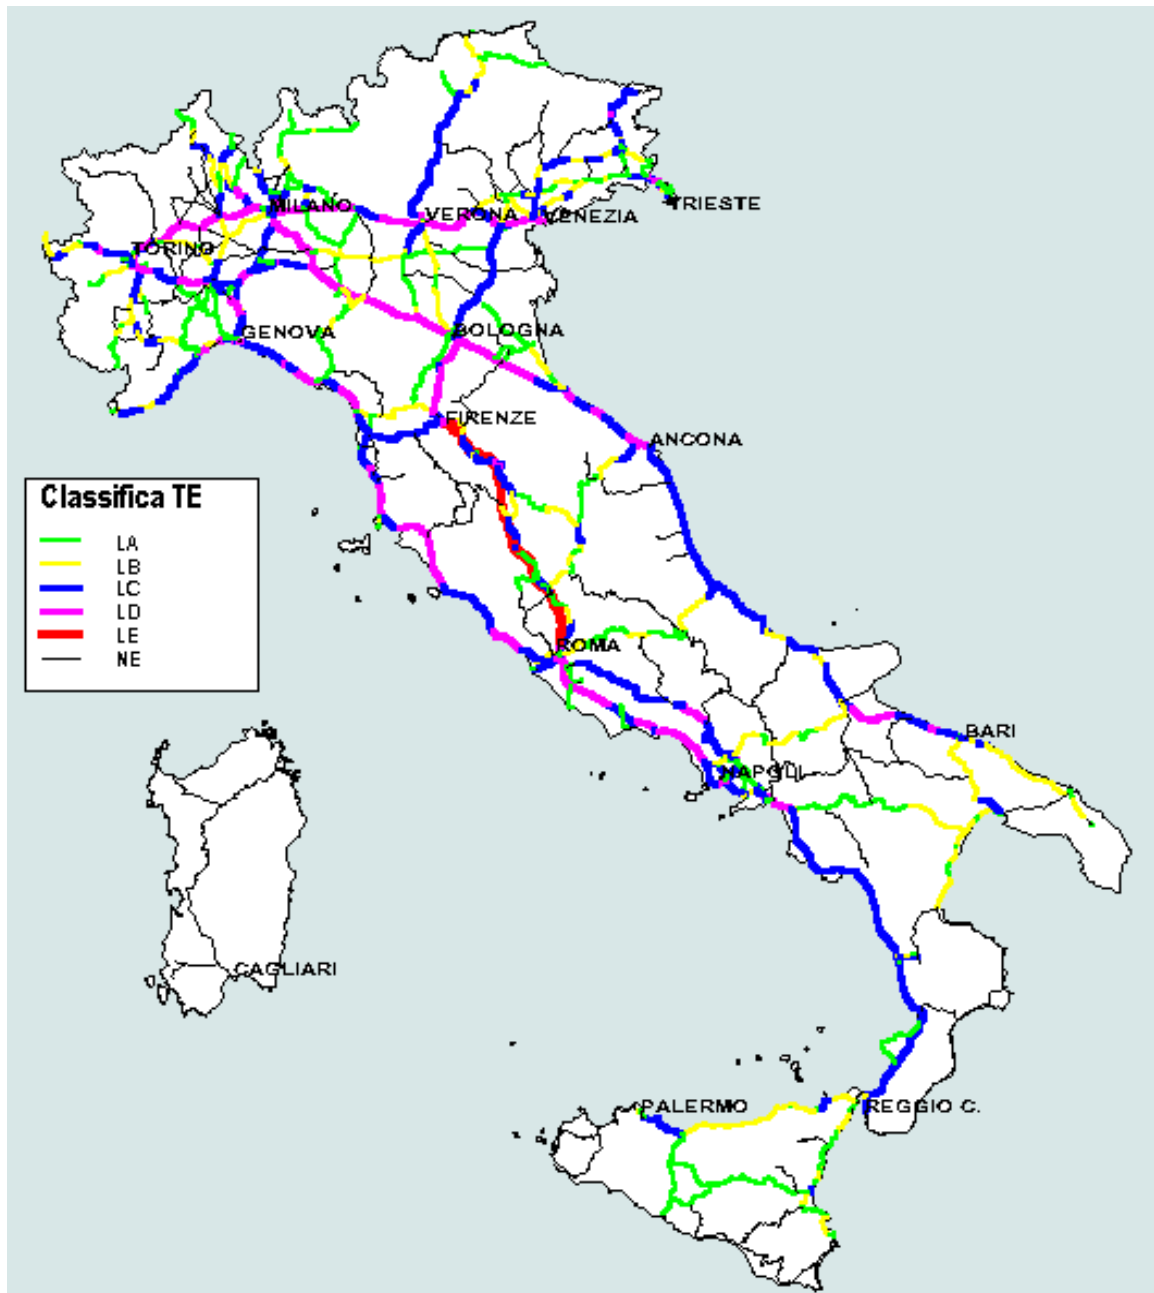 TRIESTE
MILANO
VERONA
VENEZIA
TORINO
GENOVA
BOLOGNA
FIRENZE
ANCONA
Classifica TE
LA
LB
LC
LD
LE
NE
ROMA
BARI
NAPOLI
CAGLIARI
PALERMO
REGGIO C.